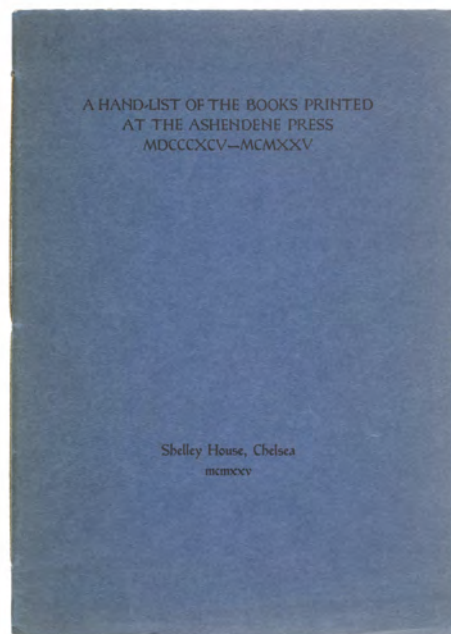 A HAND-LIST OF THE BOOKS PRINTED
AT THE ASHENDENE PRESS
MDCCCXCV—MCMXXV
Shelley House, Chelsea
mcmxxv